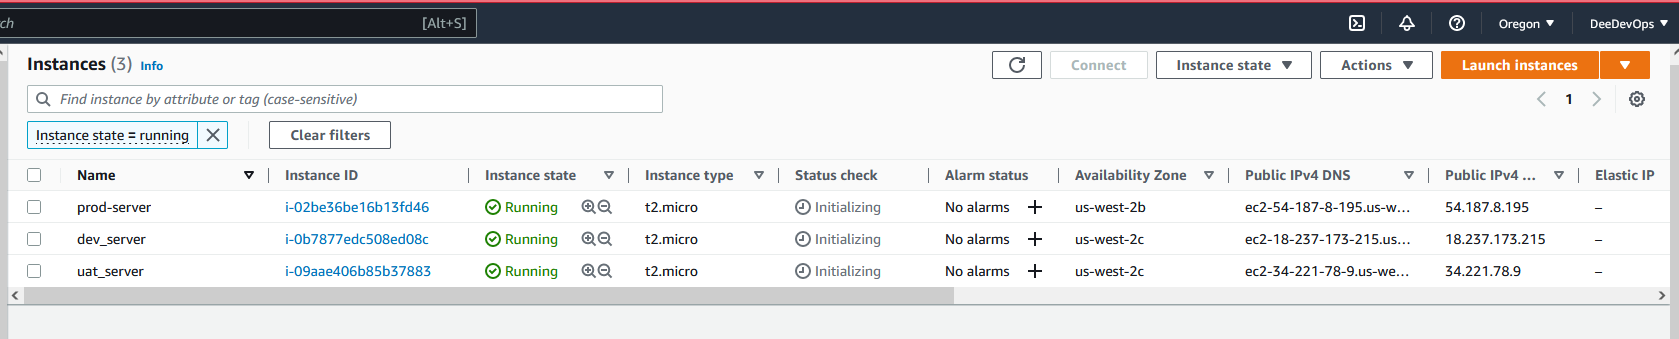 rch [Alt+S] Oregon ▼ DeeDevOps ▼
Instances (3) Info Connect Instance state ▼ Actions ▼ Launch instances ▼
Find instance by attribute or tag (case-sensitive) 1
Instance state = running Clear filters
Name Instance ID Instance state Instance type Status check Alarm status Availability Zone Public IPv4 DNS Public IPv4 ... Elastic IP
prod-server i-02be36be16b13fd46 Running t2.micro Initializing No alarms + us-west-2b ec2-54-187-8-195.us-w... 54.187.8.195 –
dev_server i-0b7877edc508ed08c Running t2.micro Initializing No alarms + us-west-2c ec2-18-237-173-215.us... 18.237.173.215 –
uat_server i-09aae406b85b37883 Running t2.micro Initializing No alarms + us-west-2c ec2-34-221-78-9.us-we... 34.221.78.9 –